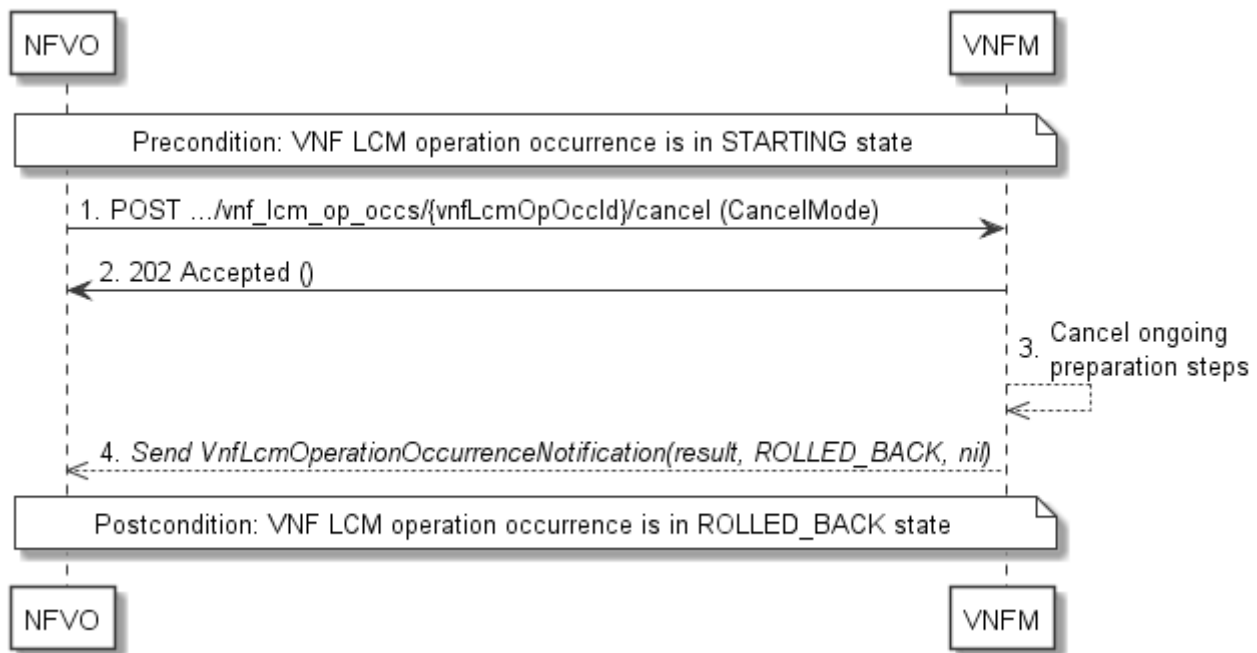 NFVO VNFM
Precondition: VNF LCM operation occurrence is in STARTING state
1. POST .../vnf_lcm_op_occs/{vnfLcmOpOccId}/cancel (CancelMode)
2. 202 Accepted ()
3. Cancel ongoing
preparation steps
4. Send VnfLcmOperationOccurrenceNotification(result, ROLLED_BACK, nil)
Postcondition: VNF LCM operation occurrence is in ROLLED_BACK state
NFVO VNFM